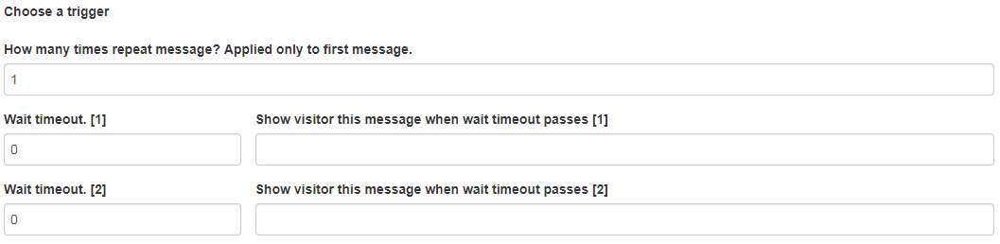 Choose a trigger
How many times repeat message? Applied only to first message.
1
Wait timeout. [1] Show visitor this message when wait timeout passes [1]
0
Wait timeout. [2] Show visitor this message when wait timeout passes [2]
0